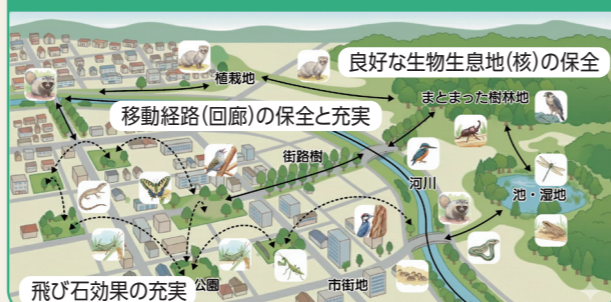 良好な生物生息地(核)の保全
植栽地
まとまった樹林地
移動経路(回廊)の保全と充実
街路樹
河川
池・湿地
公園
市街地
飛び石効果の充実